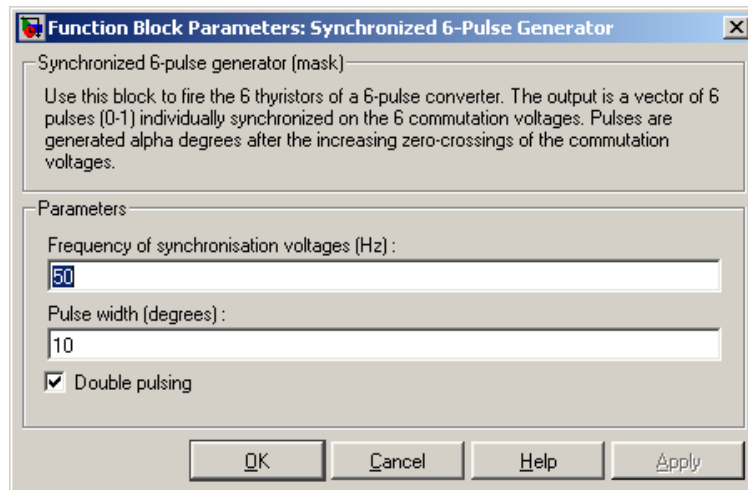 Function Block Parameters: Synchronized 6-Pulse Generator
Synchronized 6-pulse generator (mask)
Use this block to fire the 6 thyristors of a 6-pulse converter. The output is a vector of 6
pulses (0-1) individually synchronized on the 6 commutation voltages. Pulses are
generated alpha degrees after the increasing zero-crossings of the commutation
voltages.
Parameters
Frequency of synchronisation voltages (Hz) :
50
Pulse width (degrees) :
10
Double pulsing
OK Cancel Help Apply